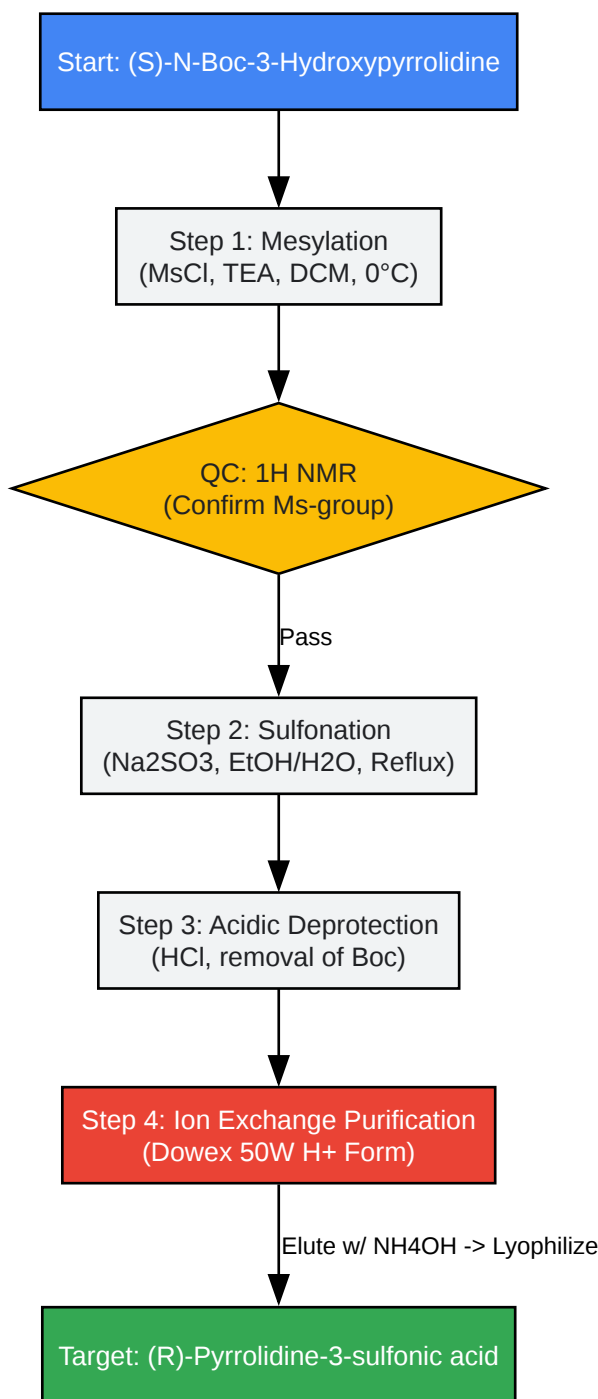 Start: (S)-N-Boc-3-Hydroxypyrrolidine
Step 1: Mesylation
(MsCl, TEA, DCM, 0°C)
QC: 1H NMR
(Confirm Ms-group)
Pass
Step 2: Sulfonation
(Na2SO3, EtOH/H2O, Reflux)
Step 3: Acidic Deprotection
(HCl, removal of Boc)
Step 4: Ion Exchange Purification
(Dowex 50W H+ Form)
Elute w/ NH4OH -> Lyophilize
Target: (R)-Pyrrolidine-3-sulfonic acid